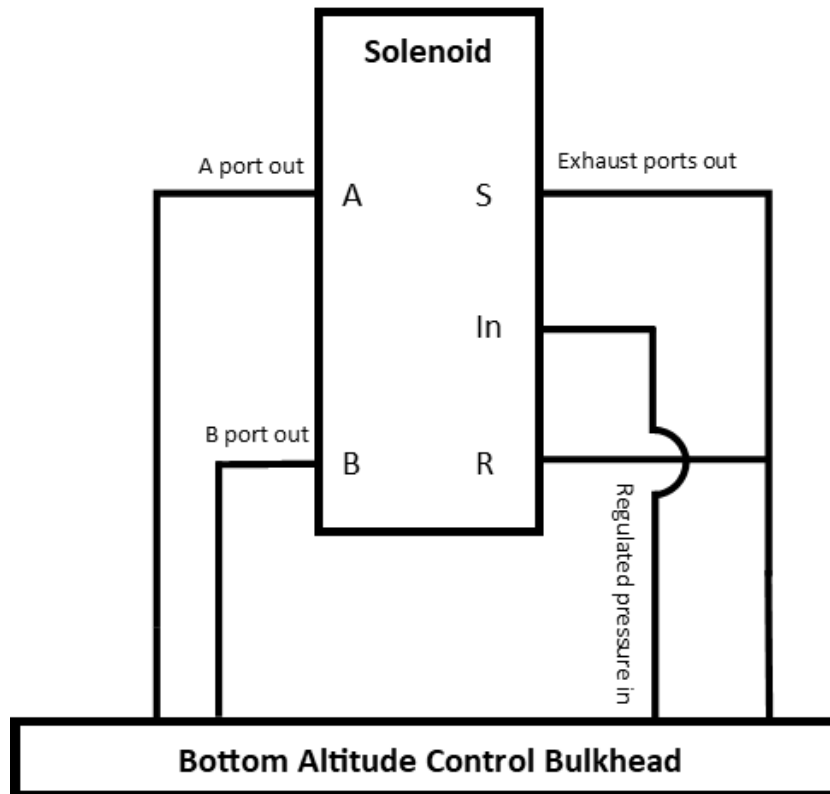 Solenoid
A port out
Exhaust ports out
A
S
In
B port out
B
R
Regulated pressure in
Bottom Altitude Control Bulkhead